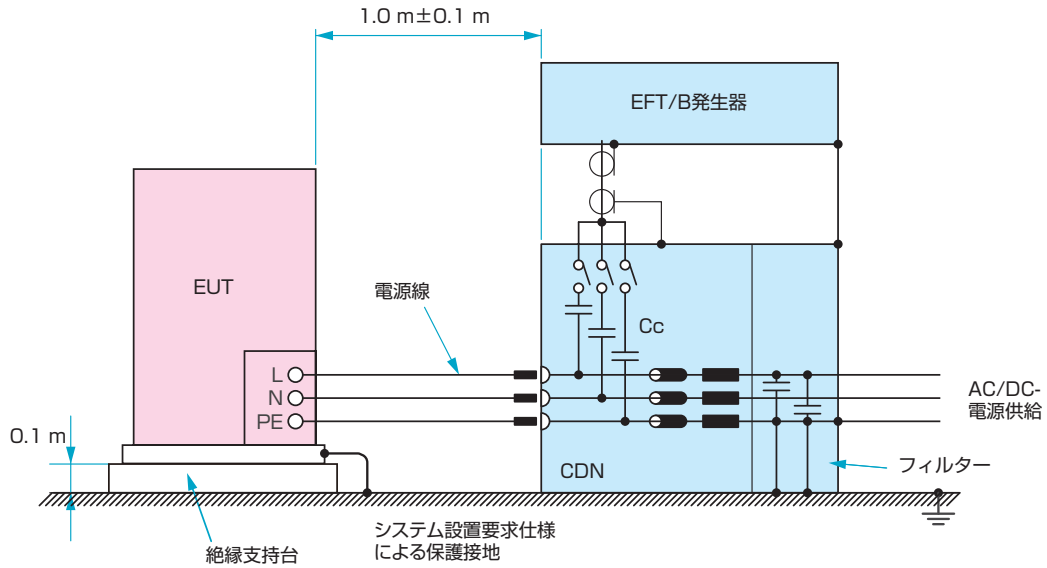 1.0 m±0.1 m
EFT/B発生器
EUT
電源線
Cc
L
N
PE
AC/DC-
電源供給
0.1 m
CDN
フィルター
システム設置要求仕様
による保護接地
絶縁支持台